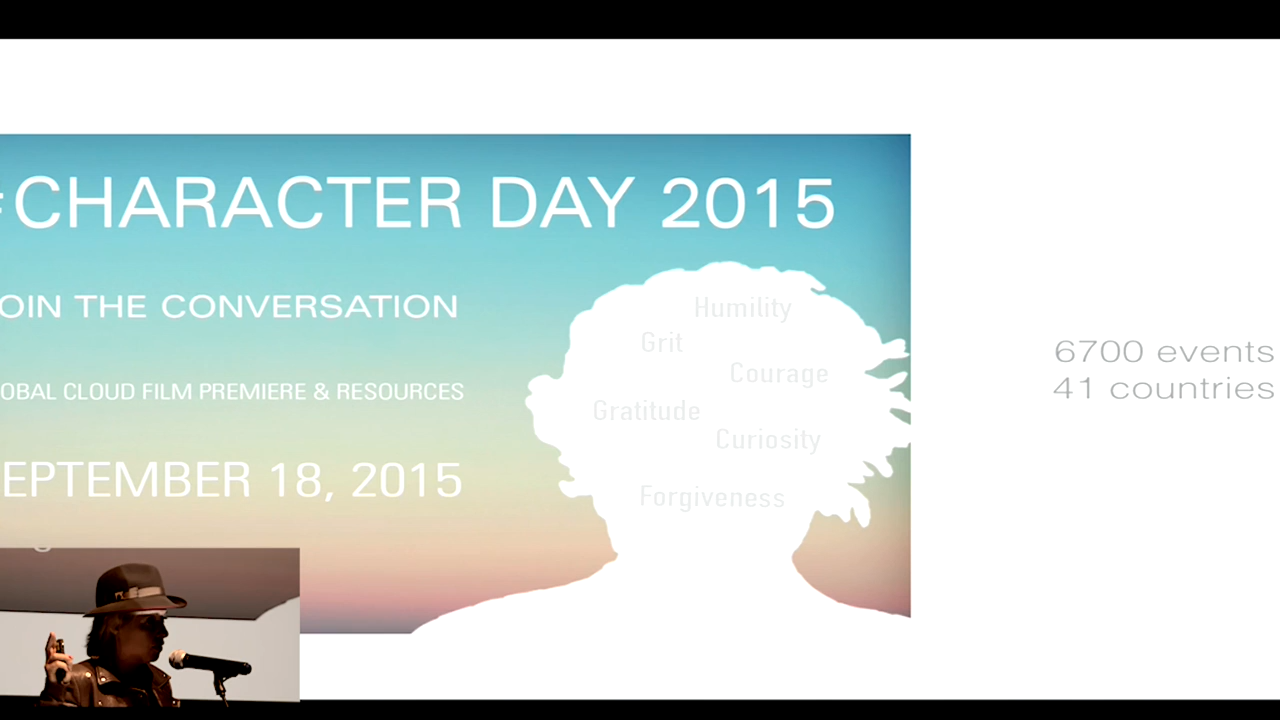 #CHARACTER DAY 2015
OIN THE CONVERSATION
OBAL CLOUD FILM PREMIERE & RESOURCES
EPTEMBER 18, 2015
Humility
Grit
Courage
Gratitude
Curiosity
Forgiveness
6700 events
41 countries